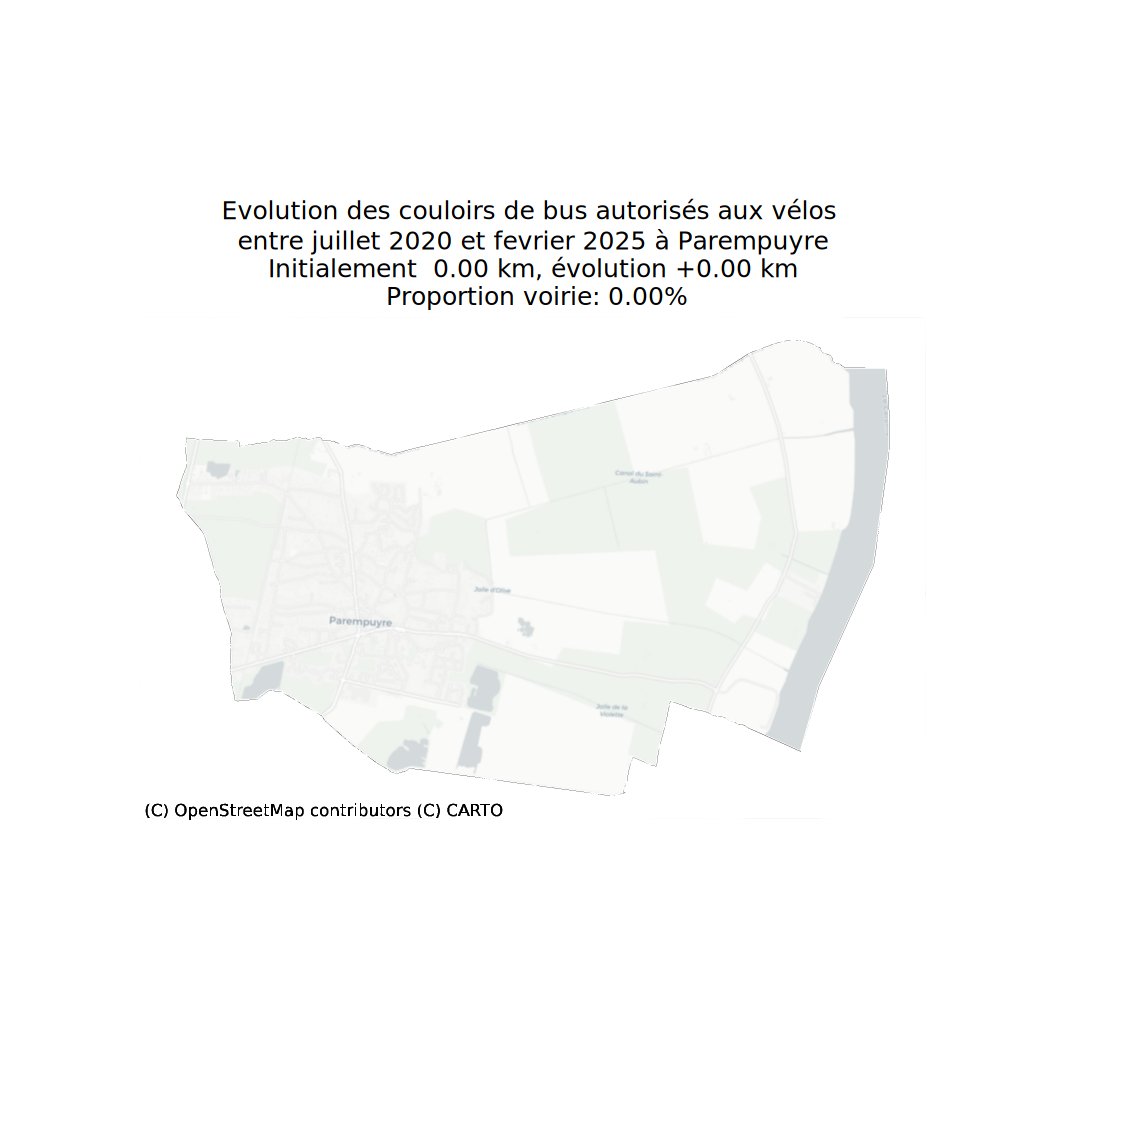 Evolution des couloirs de bus autorisés aux vélos
entre juillet 2020 et fevrier 2025 à Parempuyre
Initialement  0.00 km, évolution +0.00 km
Proportion voirie: 0.00%
Canal du Saint-
Aubin
Jalle d'Olive
Parempuyre
Jalle de la
Violette
(C) OpenStreetMap contributors (C) CARTO